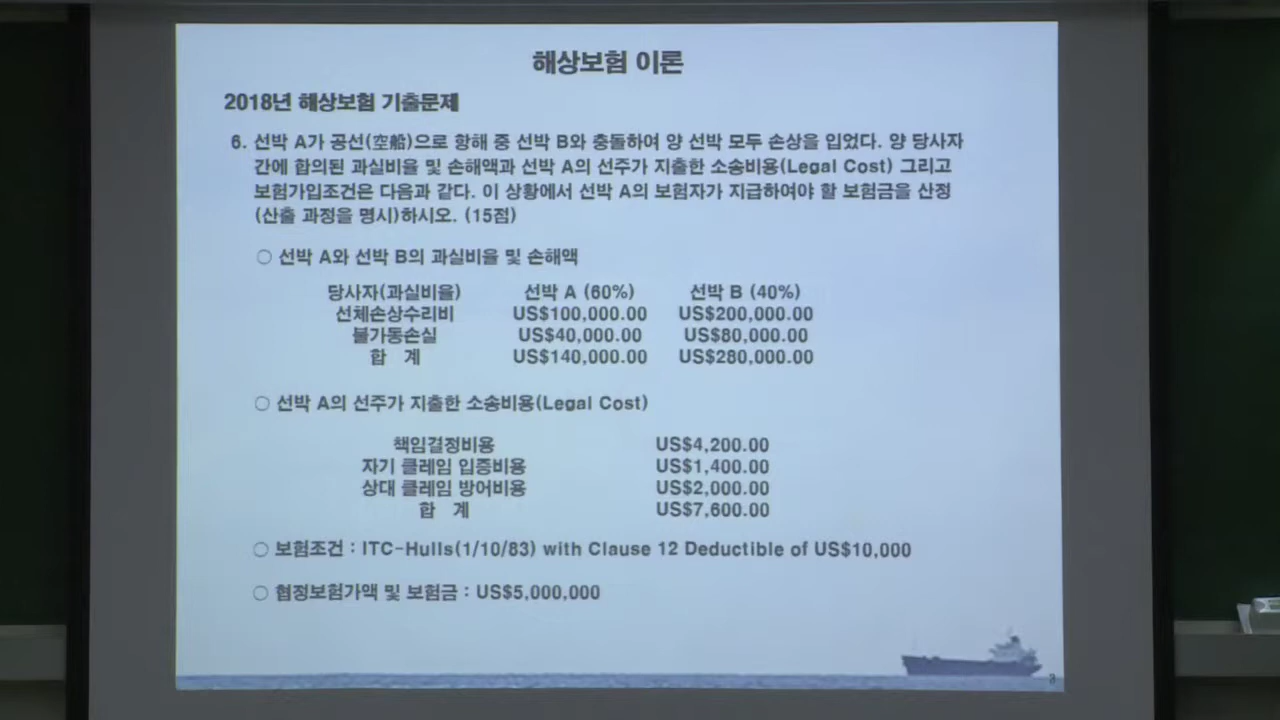 해상보험 이론
2018년 해상보험 기출문제
6. 선박 A가 공선(空船)으로 항해 중 선박 B와 충돌하여 양 선박 모두 손상을 입었다. 양 당사자
간에 합의된 과실비율 및 손해액과 선박 A의 선주가 지출한 소송비용(Legal Cost) 그리고
보험가입조건은 다음과 같다. 이 상황에서 선박 A의 보험자가 지급하여야 할 보험금을 산정
(산출 과정을 명시)하시오. (15점)
○ 선박 A와 선박 B의 과실비율 및 손해액
당사자(과실비율) 선박 A (60%) 선박 B (40%)
선체손상수리비 US$100,000.00 US$200,000.00
불가동손실 US$40,000.00 US$80,000.00
합 계 US$140,000.00 US$280,000.00
○ 선박 A의 선주가 지출한 소송비용(Legal Cost)
책임결정비용 US$4,200.00
자기 클레임 입증비용 US$1,400.00
상대 클레임 방어비용 US$2,000.00
합 계 US$7,600.00
○ 보험조건 : ITC-Hulls(1/10/83) with Clause 12 Deductible of US$10,000
○ 협정보험가액 및 보험금 : US$5,000,000
3